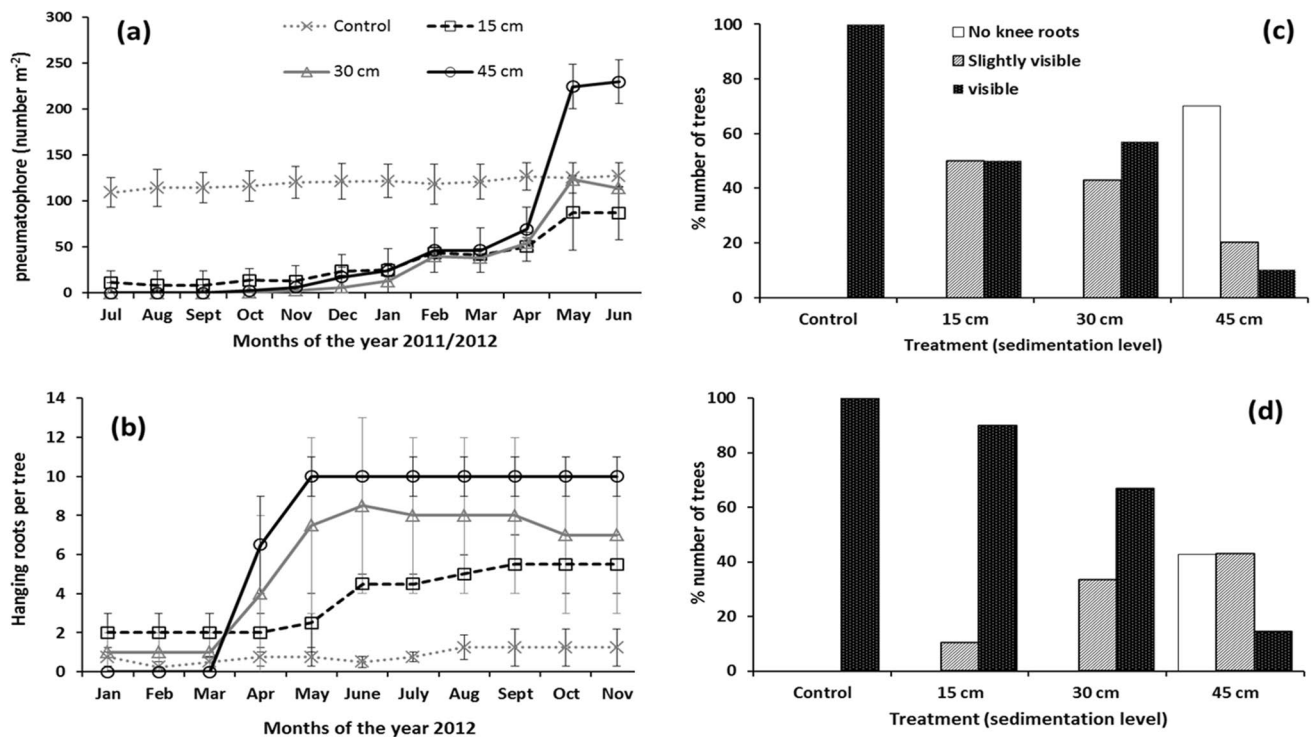 (a)
Control
15 cm
30 cm
45 cm
pneumatophore (number m-2)
300
250
200
150
100
50
0
Jul Aug Sept Oct Nov Dec Jan Feb Mar Apr May Jun
Months of the year 2011/2012
(c)
No knee roots
Slightly visible
visible
% number of trees
100
80
60
40
20
0
Control 15 cm 30 cm 45 cm
Treatment (sedimentation level)
(b)
Hanging roots per tree
14
12
10
8
6
4
2
0
Jan Feb Mar Apr May June July Aug Sept Oct Nov
Months of the year 2012
(d)
% number of trees
100
80
60
40
20
0
Control 15 cm 30 cm 45 cm
Treatment (sedimentation level)